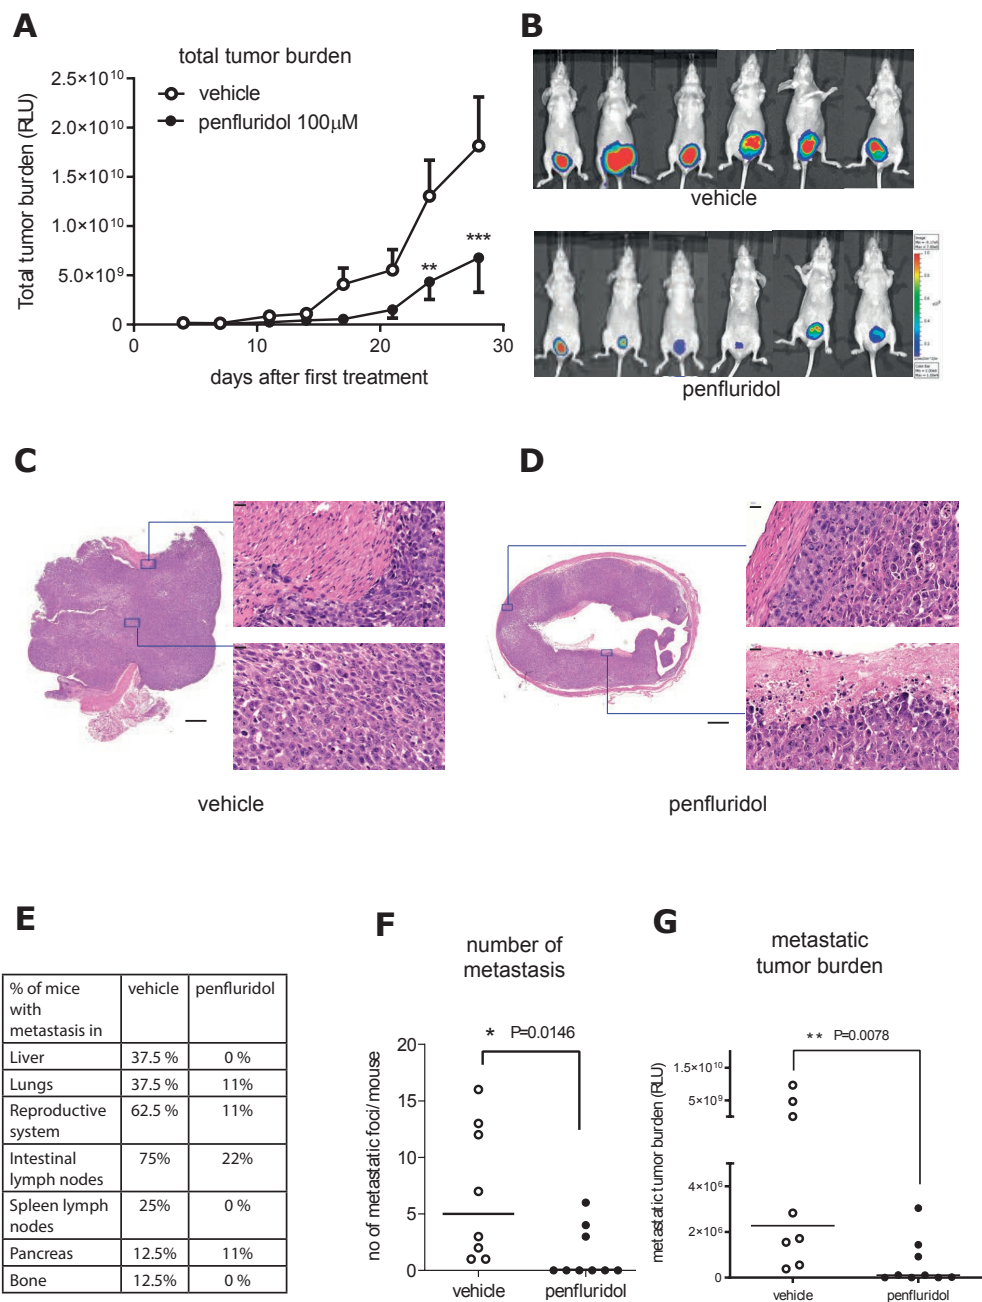 A
total tumor burden
2.5×10¹⁰
2.0×10¹⁰
1.5×10¹⁰
1.0×10¹⁰
5.0×10⁹
0
Total tumor burden (RLU)
vehicle
penfluridol 100µM
**
***
0
10
20
30
days after first treatment
B
vehicle
penfluridol
C
vehicle
D
penfluridol
E
% of mice with metastasis in vehicle penfluridol
Liver 37.5 % 0 %
Lungs 37.5 % 11%
Reproductive system 62.5 % 11%
Intestinal lymph nodes 75% 22%
Spleen lymph nodes 25% 0 %
Pancreas 12.5% 11%
Bone 12.5% 0 %
F
number of
metastasis
* P=0.0146
20
15
10
5
0
no of metastatic foci/mouse
vehicle
penfluridol
G
metastatic
tumor burden
** P=0.0078
1.5×10¹⁰
5×10⁹
4×10⁶
2×10⁶
0
metastatic tumor burden (RLU)
vehicle
penfluridol